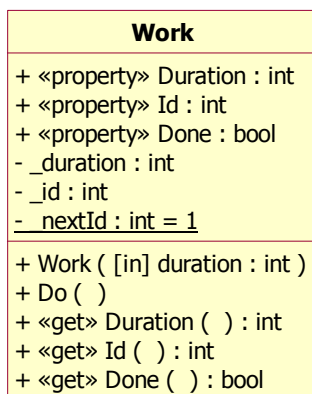 Work
+ «property» Duration : int
+ «property» Id : int
+ «property» Done : bool
- _duration : int
- _id : int
- _nextId : int = 1
+ Work ( [in] duration : int )
+ Do ( )
+ «get» Duration ( ) : int
+ «get» Id ( ) : int
+ «get» Done ( ) : bool